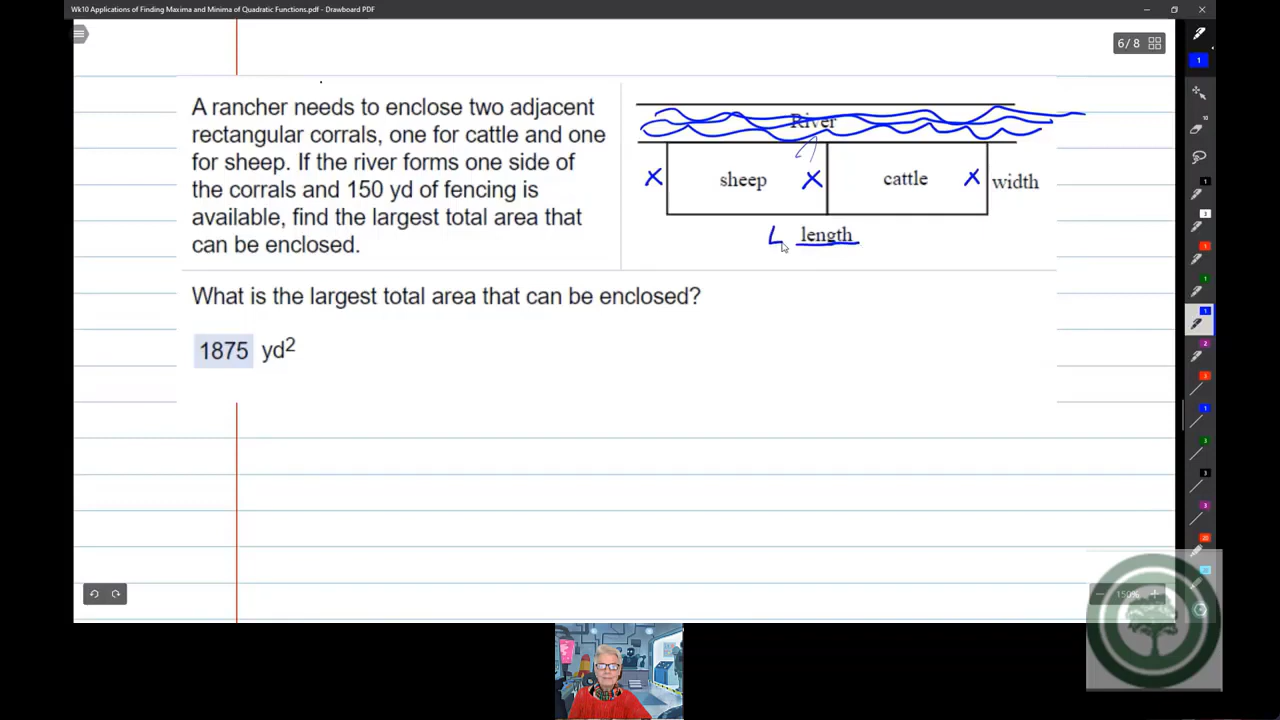 Wk10 Applications of Finding Maxima and Minima of Quadratic Functions.pdf - Drawboard PDF
6 / 8
A rancher needs to enclose two adjacent
rectangular corrals, one for cattle and one
for sheep. If the river forms one side of
the corrals and 150 yd of fencing is
available, find the largest total area that
can be enclosed.
River
X sheep X cattle X width
L length
What is the largest total area that can be enclosed?
1875 yd²
150%